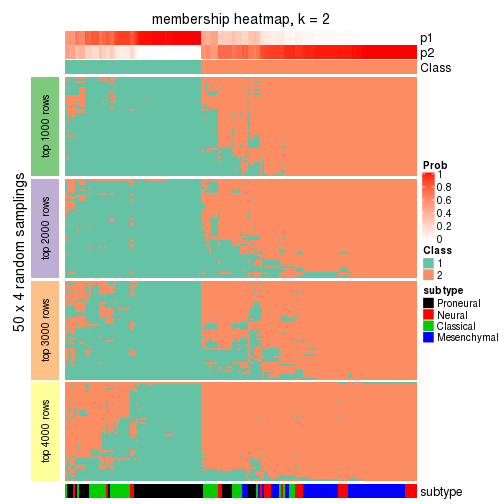 membership heatmap, k = 2
p1
p2
Class
50 x 4 random samplings
top 1000 rows
top 2000 rows
top 3000 rows
top 4000 rows
Prob
1
0.8
0.6
0.4
0.2
0
Class
1
2
subtype
Proneural
Neural
Classical
Mesenchymal
subtype